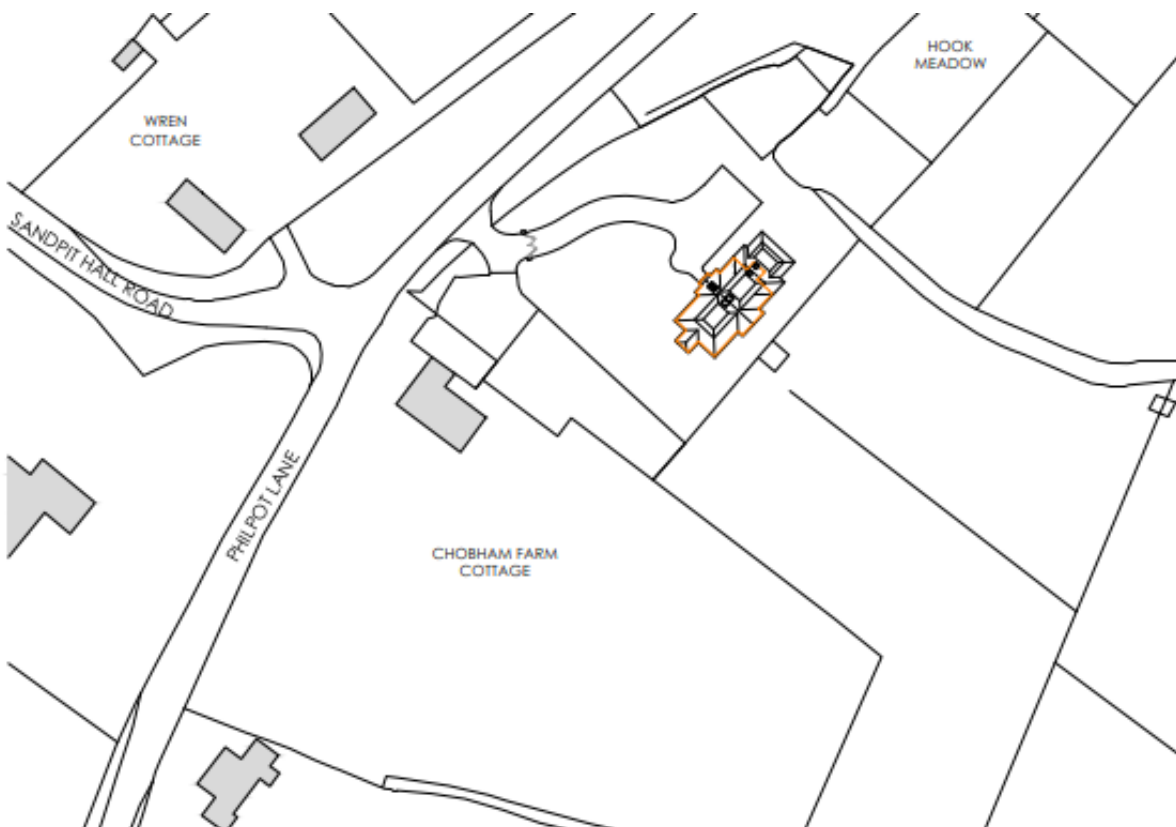 HOOK
MEADOW
WREN
COTTAGE
SANDPIT HALL ROAD
PHILPOT LANE
CHOBHAM FARM
COTTAGE